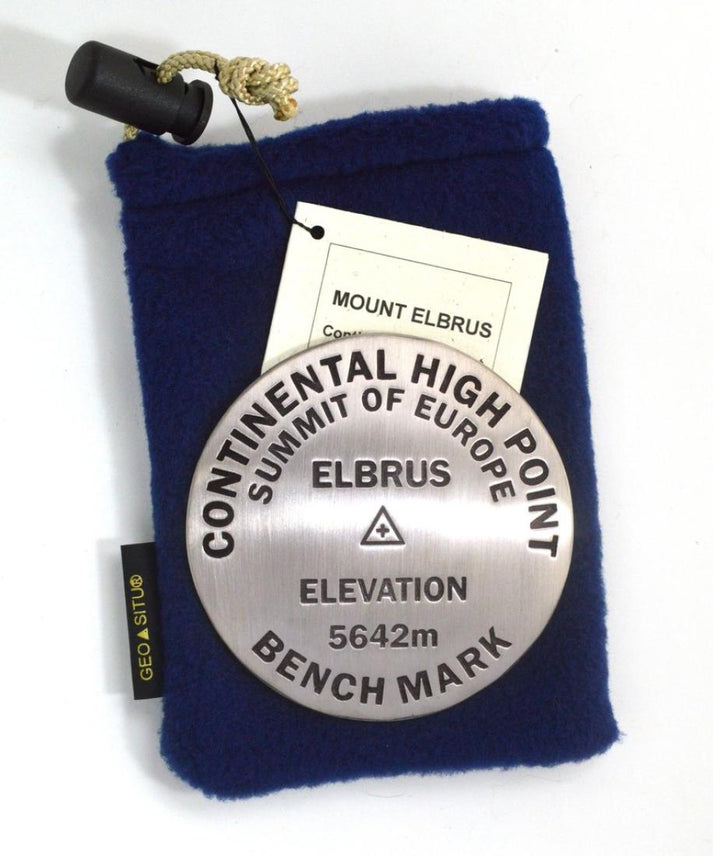 MOUNT ELBRUS
CONTINENTAL HIGH POINT
SUMMIT OF EUROPE
ELBRUS
ELEVATION
5642m
BENCH MARK
GEO▲SITU®